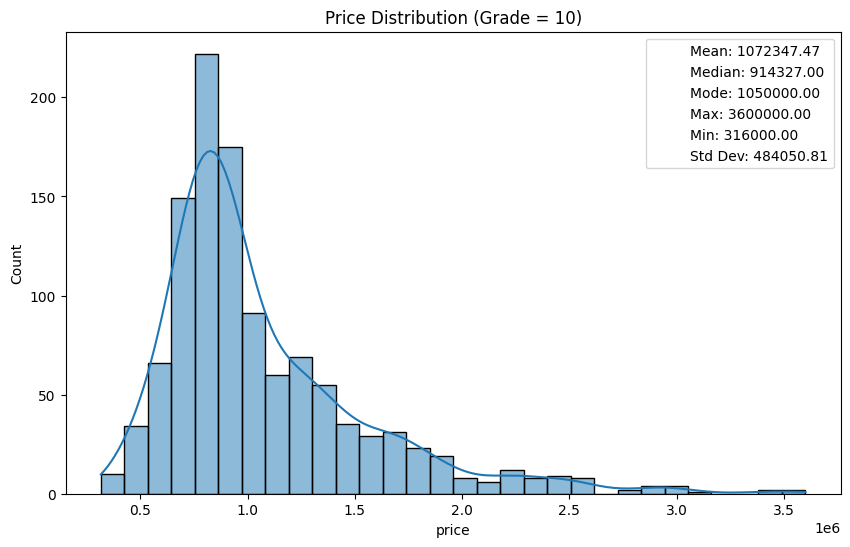 Price Distribution (Grade = 10)
Mean: 1072347.47
Median: 914327.00
Mode: 1050000.00
Max: 3600000.00
Min: 316000.00
Std Dev: 484050.81
Count
200
150
100
50
0
0.5 1.0 1.5 2.0 2.5 3.0 3.5
1e6
price